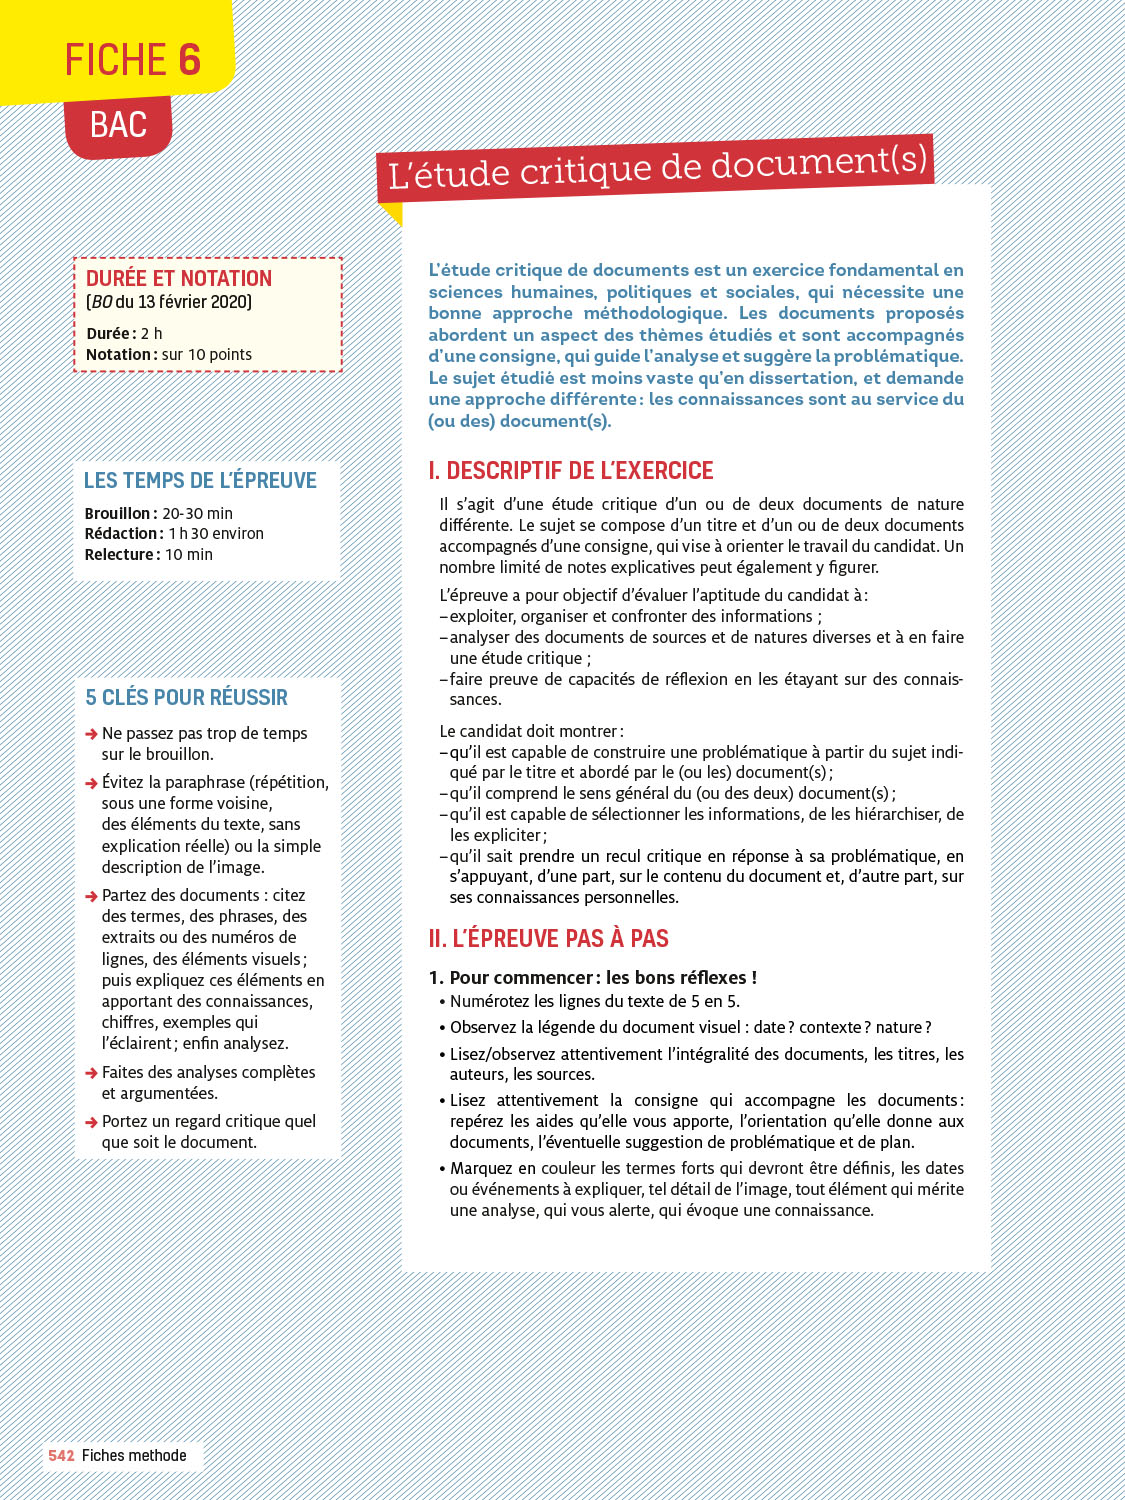 FICHE 6
BAC
L’étude critique de document(s)
DURÉE ET NOTATION
(BO du 13 février 2020)
Durée : 2 h
Notation : sur 10 points
LES TEMPS DE L’ÉPREUVE
Brouillon : 20-30 min
Rédaction : 1 h 30 environ
Relecture : 10 min
5 CLÉS POUR RÉUSSIR
➜ Ne passez pas trop de temps
sur le brouillon.
➜ Évitez la paraphrase (répétition,
sous une forme voisine,
des éléments du texte, sans
explication réelle) ou la simple
description de l’image.
➜ Partez des documents : citez
des termes, des phrases, des
extraits ou des numéros de
lignes, des éléments visuels ;
puis expliquez ces éléments en
apportant des connaissances,
chiffres, exemples qui
l’éclairent ; enfin analysez.
➜ Faites des analyses complètes
et argumentées.
➜ Portez un regard critique quel
que soit le document.
L’étude critique de documents est un exercice fondamental en
sciences humaines, politiques et sociales, qui nécessite une
bonne approche méthodologique. Les documents proposés
abordent un aspect des thèmes étudiés et sont accompagnés
d’une consigne, qui guide l’analyse et suggère la problématique.
Le sujet étudié est moins vaste qu’en dissertation, et demande
une approche différente : les connaissances sont au service du
(ou des) document(s).
I. DESCRIPTIF DE L’EXERCICE
Il s’agit d’une étude critique d’un ou de deux documents de nature
différente. Le sujet se compose d’un titre et d’un ou de deux documents
accompagnés d’une consigne, qui vise à orienter le travail du candidat. Un
nombre limité de notes explicatives peut également y figurer.
L’épreuve a pour objectif d’évaluer l’aptitude du candidat à :
– exploiter, organiser et confronter des informations ;
– analyser des documents de sources et de natures diverses et à en faire
une étude critique ;
– faire preuve de capacités de réflexion en les étayant sur des connais-
sances.
Le candidat doit montrer :
– qu’il est capable de construire une problématique à partir du sujet indi-
qué par le titre et abordé par le (ou les) document(s) ;
– qu’il comprend le sens général du (ou des deux) document(s) ;
– qu’il est capable de sélectionner les informations, de les hiérarchiser, de
les expliciter ;
– qu’il sait prendre un recul critique en réponse à sa problématique, en
s’appuyant, d’une part, sur le contenu du document et, d’autre part, sur
ses connaissances personnelles.
II. L’ÉPREUVE PAS À PAS
1. Pour commencer : les bons réflexes !
• Numérotez les lignes du texte de 5 en 5.
• Observez la légende du document visuel : date ? contexte ? nature ?
• Lisez/observez attentivement l’intégralité des documents, les titres, les
auteurs, les sources.
• Lisez attentivement la consigne qui accompagne les documents :
repérez les aides qu’elle vous apporte, l’orientation qu’elle donne aux
documents, l’éventuelle suggestion de problématique et de plan.
• Marquez en couleur les termes forts qui devront être définis, les dates
ou événements à expliquer, tel détail de l’image, tout élément qui mérite
une analyse, qui vous alerte, qui évoque une connaissance.
542 Fiches methode